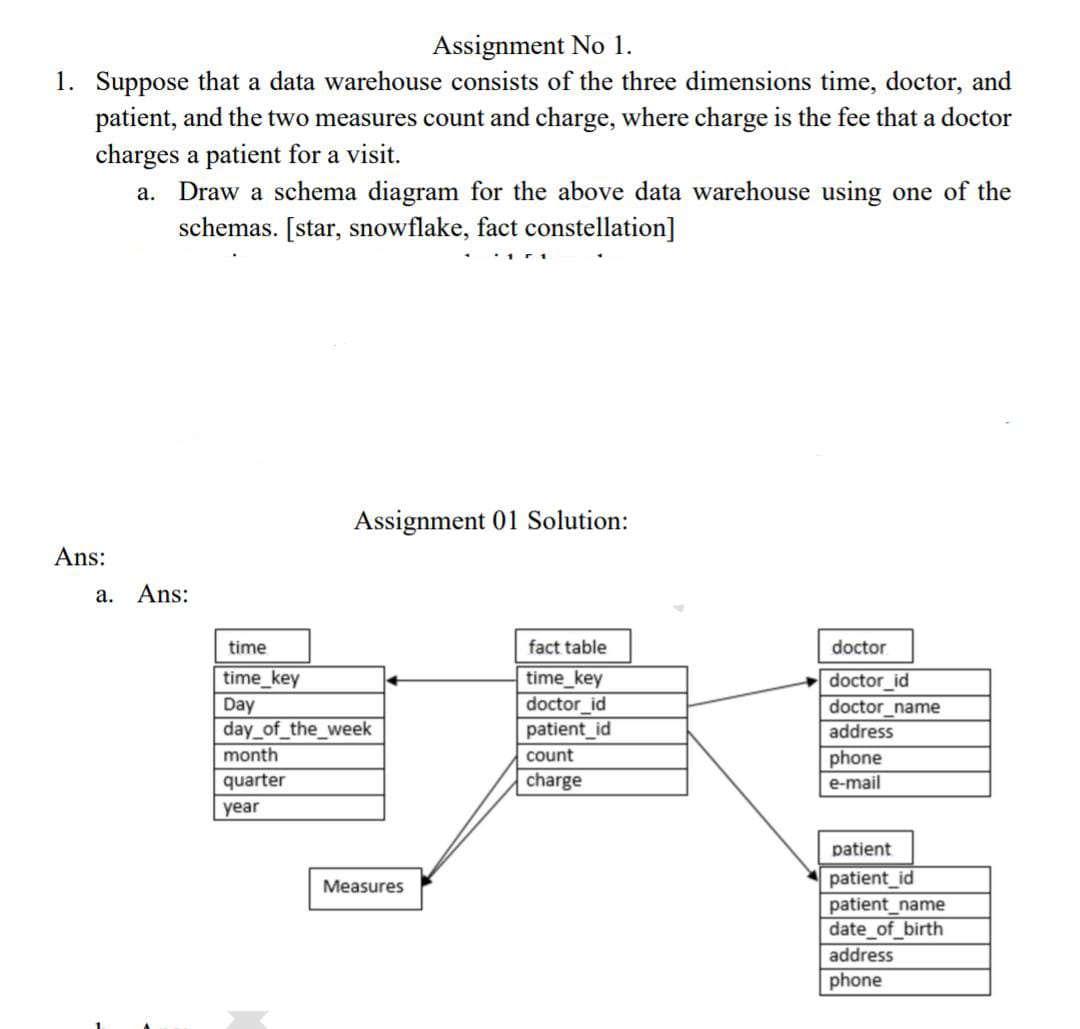 Assignment No 1.
1. Suppose that a data warehouse consists of the three dimensions time, doctor, and
patient, and the two measures count and charge, where charge is the fee that a doctor
charges a patient for a visit.
a. Draw a schema diagram for the above data warehouse using one of the
schemas. [star, snowflake, fact constellation]
Assignment 01 Solution:
Ans:
a. Ans:
time
time_key
Day
day_of_the_week
month
quarter
year
fact table
time_key
doctor_id
patient_id
count
charge
doctor
doctor_id
doctor_name
address
phone
e-mail
Measures
patient
patient_id
patient_name
date_of_birth
address
phone